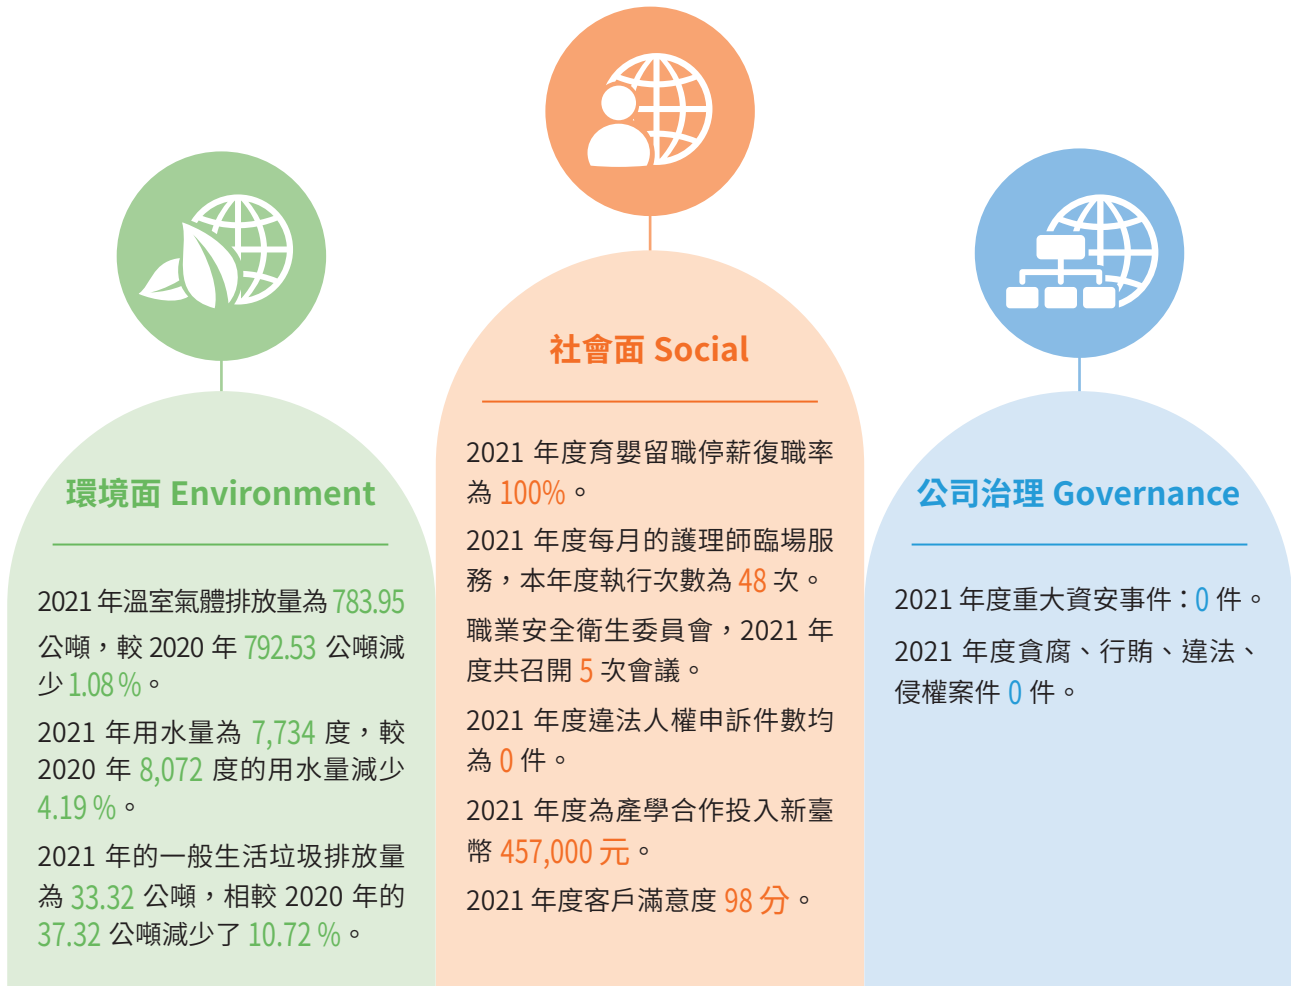 環境面 Environment
2021 年溫室氣體排放量為 783.95
公噸，較 2020 年 792.53 公噸減
少 1.08 %。
2021 年用水量為 7,734 度，較
2020 年 8,072 度的用水量減少
4.19 %。
2021 年的一般生活垃圾排放量
為 33.32 公噸，相較 2020 年的
37.32 公噸減少了 10.72 %。
社會面 Social
2021 年度育嬰留職停薪復職率
為 100%。
2021 年度每月的護理師臨場服
務，本年度執行次數為 48 次。
職業安全衛生委員會，2021 年
度共召開 5 次會議。
2021 年度違法人權申訴件數均
為 0 件。
2021 年度為產學合作投入新臺
幣 457,000 元。
2021 年度客戶滿意度 98 分。
公司治理 Governance
2021 年度重大資安事件：0 件。
2021 年度貪腐、行賄、違法、
侵權案件 0 件。